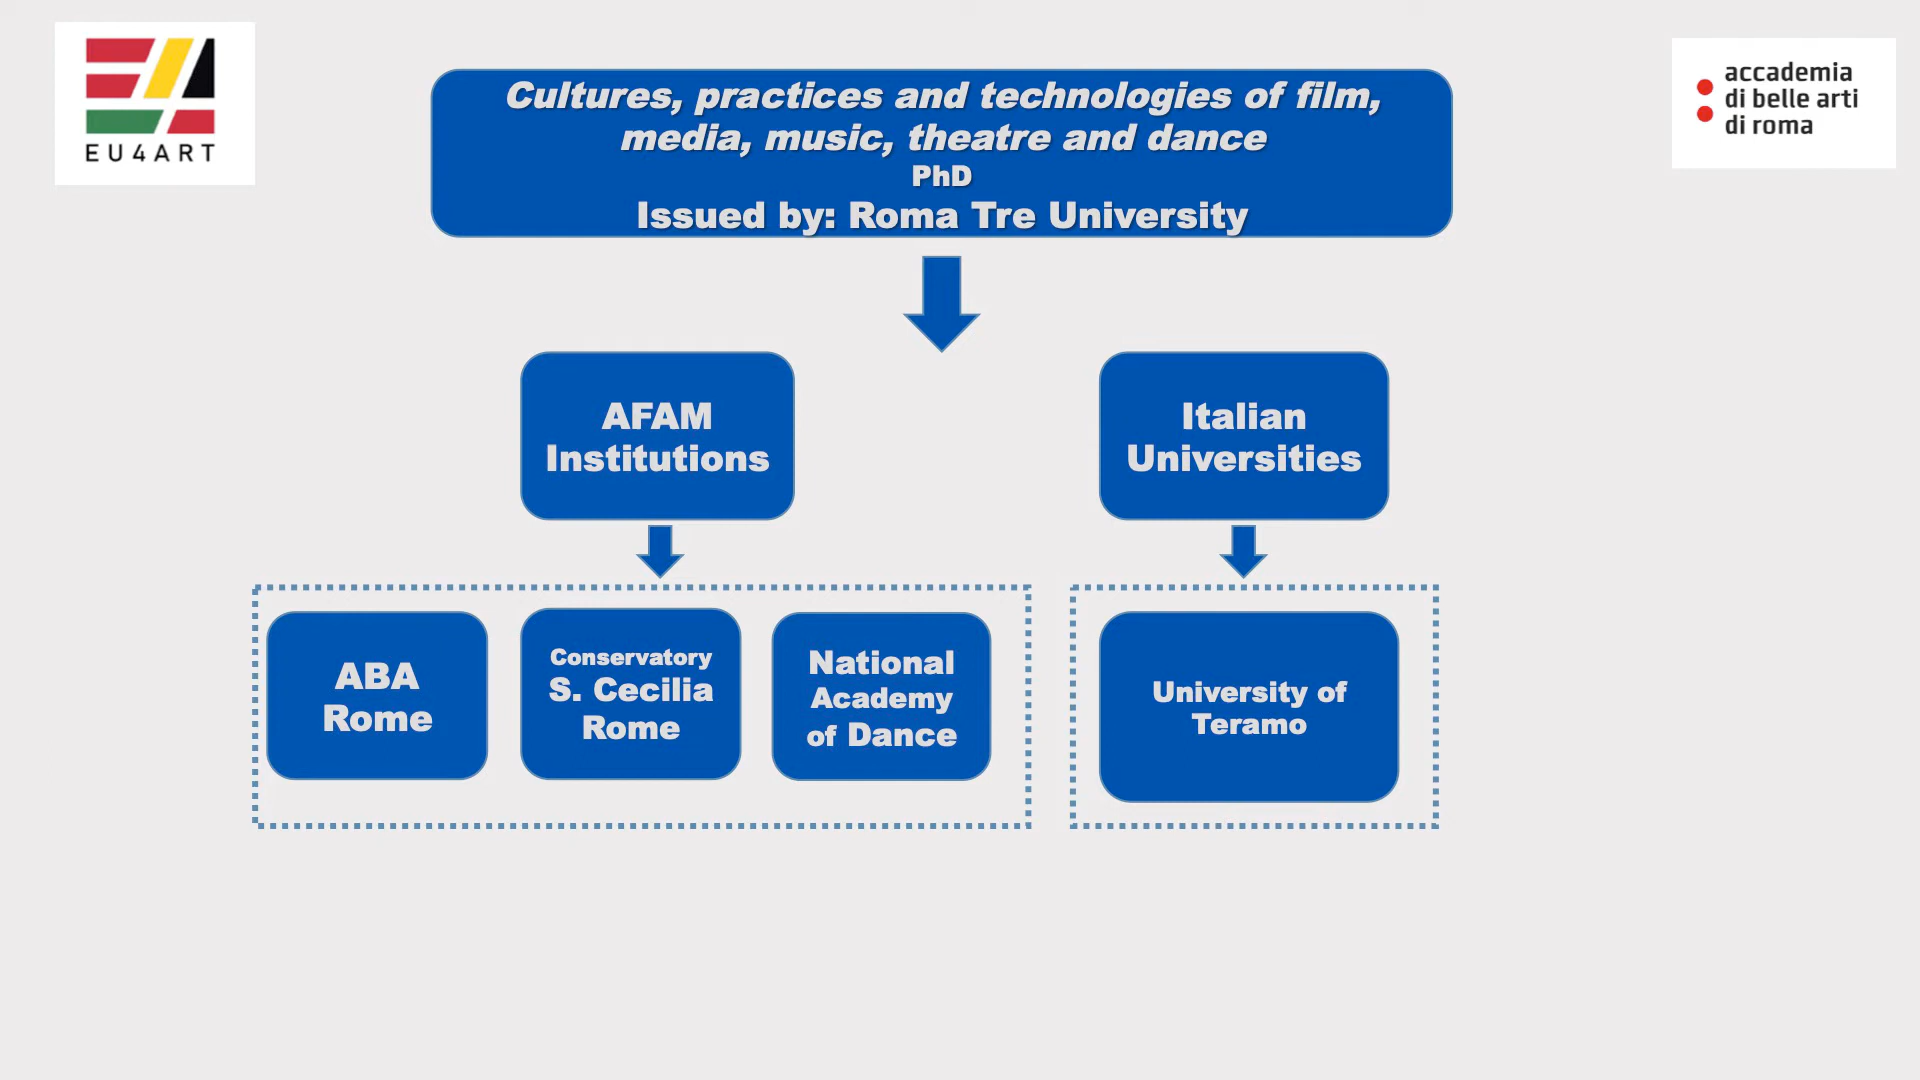 EU4ART
accademia
di belle arti
di roma
Cultures, practices and technologies of film,
media, music, theatre and dance
PhD
Issued by: Roma Tre University
AFAM
Institutions
Italian
Universities
ABA
Rome
Conservatory
S. Cecilia
Rome
National
Academy
of Dance
University of
Teramo